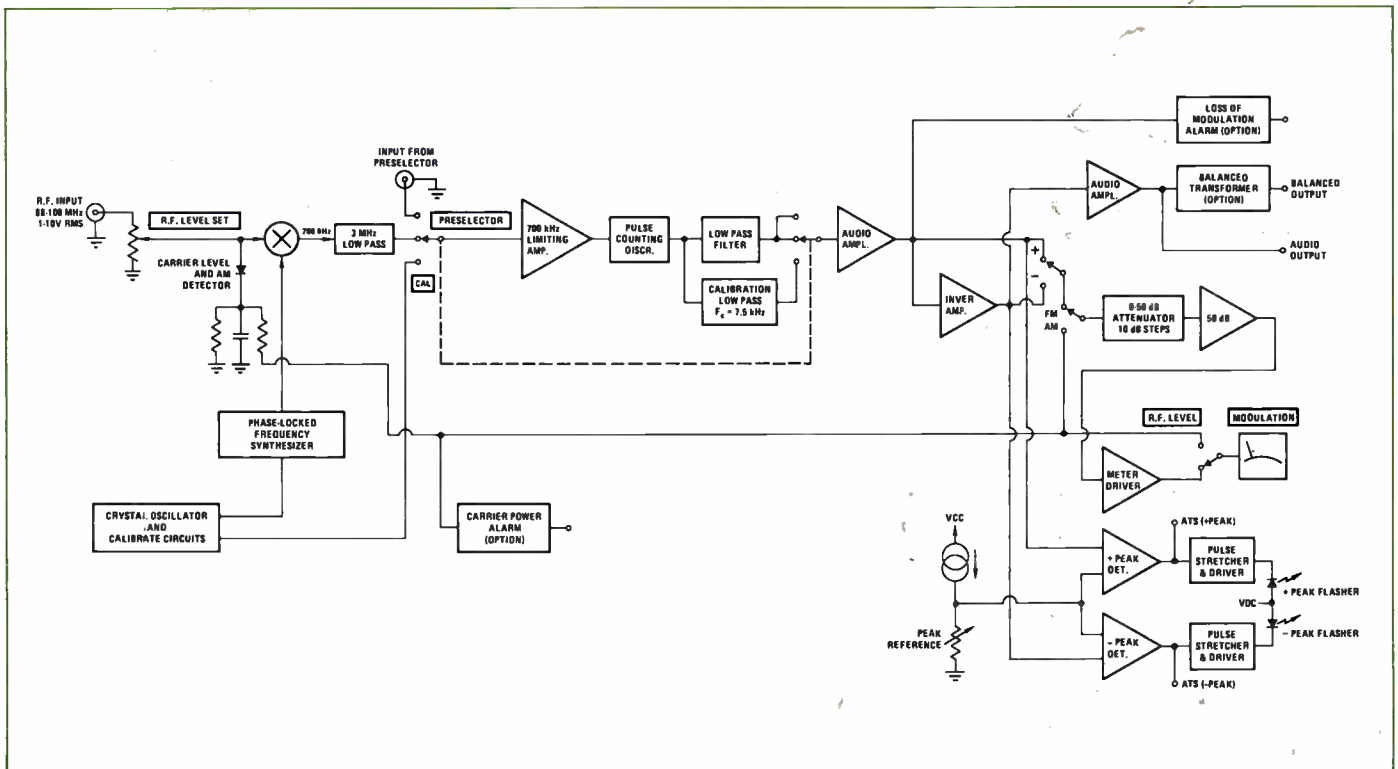 LOSS OF
MODULATION
ALARM (OPTION)
INPUT FROM
PRESELECTOR
R.F. INPUT
88-108 MHz
1-10V RMS
R.F. LEVEL SET
PRESELECTOR
AUDIO
AMPL.
BALANCED
TRANSFORMER
(OPTION)
BALANCED
OUTPUT
AUDIO
OUTPUT
3 MHz
LOW PASS
700 kHz
LIMITING
AMP.
PULSE
COUNTING
DISCR.
LOW PASS
FILTER
AUDIO
AMPL.
+
-
CARRIER LEVEL
AND AM
DETECTOR
CAL
CALIBRATION
LOW PASS
Fc = 7.5 kHz
INVER
AMP.
FM
AM
0-50 dB
ATTENUATOR
10 dB STEPS
50 dB
PHASE-LOCKED
FREQUENCY
SYNTHESIZER
R.F. LEVEL
MODULATION
METER
DRIVER
CRYSTAL OSCILLATOR
AND
CALIBRATE CIRCUITS
CARRIER POWER
ALARM
(OPTION)
VCC
ATS (+PEAK)
+ PEAK
DET.
PULSE
STRETCHER
& DRIVER
+ PEAK FLASHER
VDC
PEAK
REFERENCE
- PEAK
DET.
PULSE
STRETCHER
& DRIVER
- PEAK FLASHER
ATS (-PEAK)